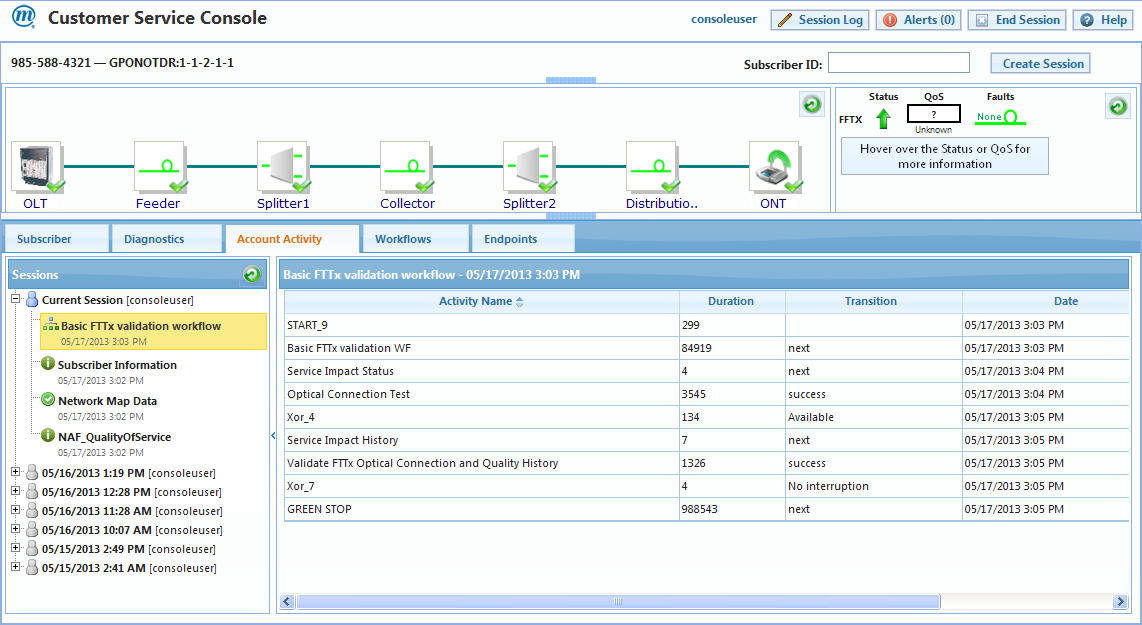 m Customer Service Console
consoleuser Session Log Alerts (0) End Session Help
985-588-4321 — GPONOTDR:1-1-2-1-1
Subscriber ID: Create Session
Status QoS Faults
FFTX ? None
Unknown
Hover over the Status or QoS for
more information
OLT Feeder Splitter1 Collector Splitter2 Distributio.. ONT
Subscriber Diagnostics Account Activity Workflows Endpoints
Sessions
Current Session [consoleuser]
Basic FTTx validation workflow
05/17/2013 3:03 PM
Subscriber Information
05/17/2013 3:02 PM
Network Map Data
05/17/2013 3:02 PM
NAF_QualityOfService
05/17/2013 3:02 PM
05/16/2013 1:19 PM [consoleuser]
05/16/2013 12:28 PM [consoleuser]
05/16/2013 11:28 AM [consoleuser]
05/16/2013 10:07 AM [consoleuser]
05/15/2013 2:49 PM [consoleuser]
05/15/2013 2:41 AM [consoleuser]
Basic FTTx validation workflow - 05/17/2013 3:03 PM
Activity Name Duration Transition Date
START_9 299 05/17/2013 3:03 PM
Basic FTTx validation WF 84919 next 05/17/2013 3:03 PM
Service Impact Status 4 next 05/17/2013 3:04 PM
Optical Connection Test 3545 success 05/17/2013 3:04 PM
Xor_4 134 Available 05/17/2013 3:05 PM
Service Impact History 7 next 05/17/2013 3:05 PM
Validate FTTx Optical Connection and Quality History 1326 success 05/17/2013 3:05 PM
Xor_7 4 No interruption 05/17/2013 3:05 PM
GREEN STOP 988543 next 05/17/2013 3:05 PM